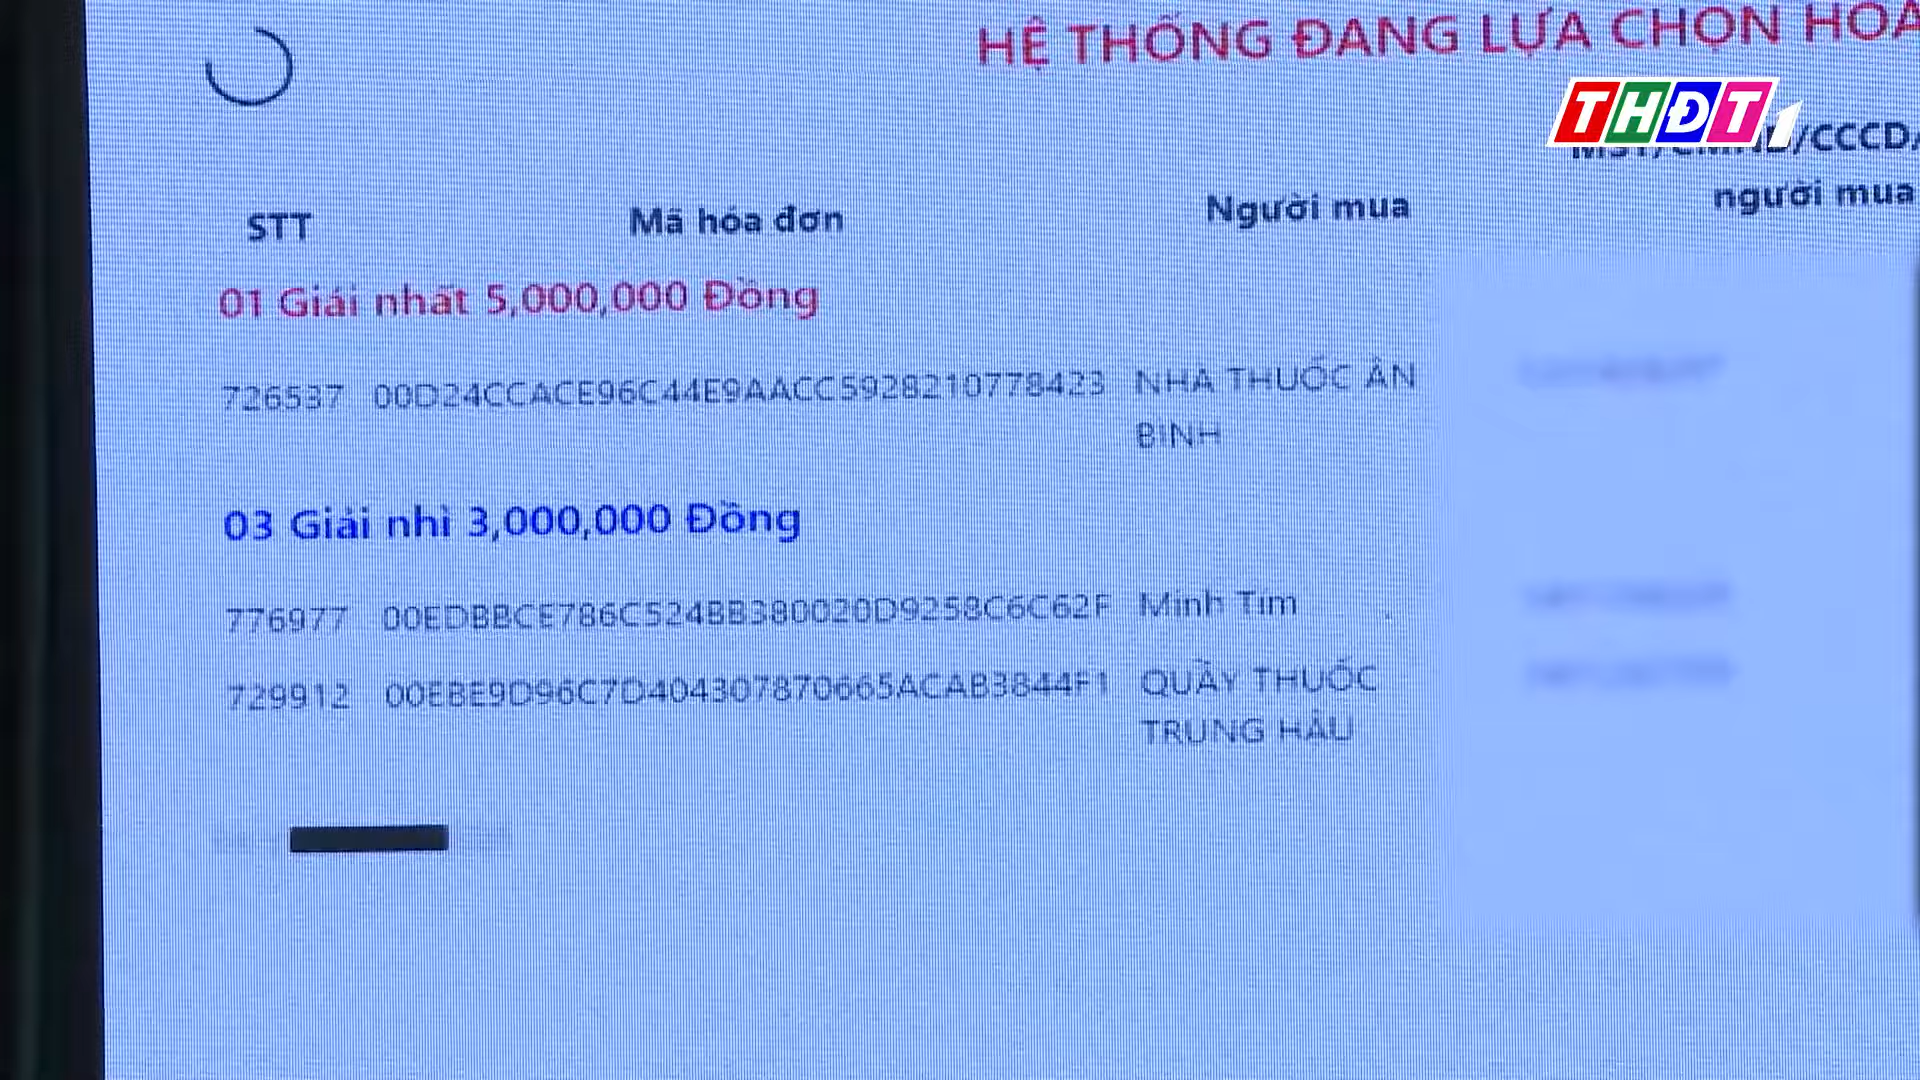 HỆ THỐNG ĐANG LỰA CHỌN HOÁ
THĐT1
/CCCD/
STT Mã hóa đơn Người mua người mua
01 Giải nhất 5,000,000 Đồng
726537 00D24CCACE96C44E9AACC5928210778423 NHÀ THUỐC ÂN
BÌNH
03 Giải nhì 3,000,000 Đồng
776977 00EDBBCE786C524BB380020D9258C6C62F Minh Tím
729912 00EBE9D96C7D404307870665ACAB3844F1 QUẦY THUỐC
TRUNG HẬU